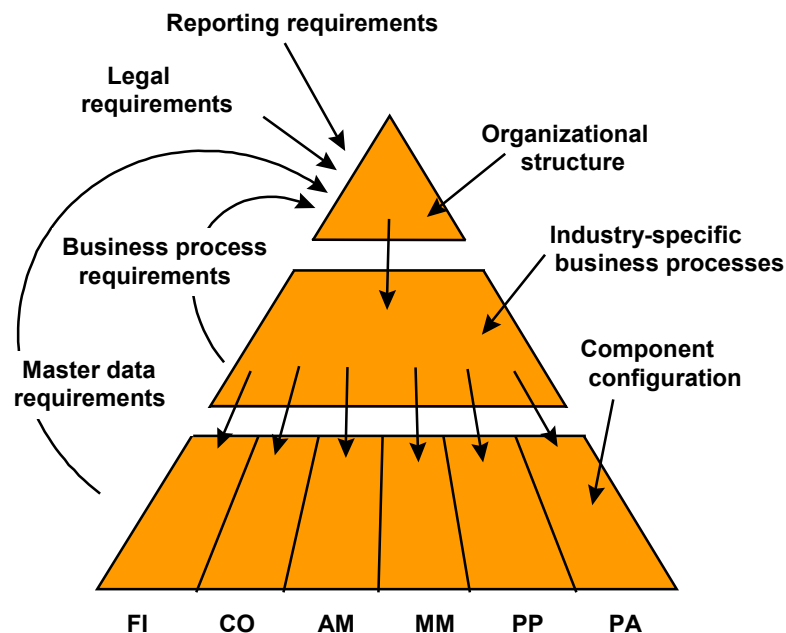 Reporting requirements
Legal
requirements
Organizational
structure
Business process
requirements
Industry-specific
business processes
Master data
requirements
Component
configuration
FI CO AM MM PP PA